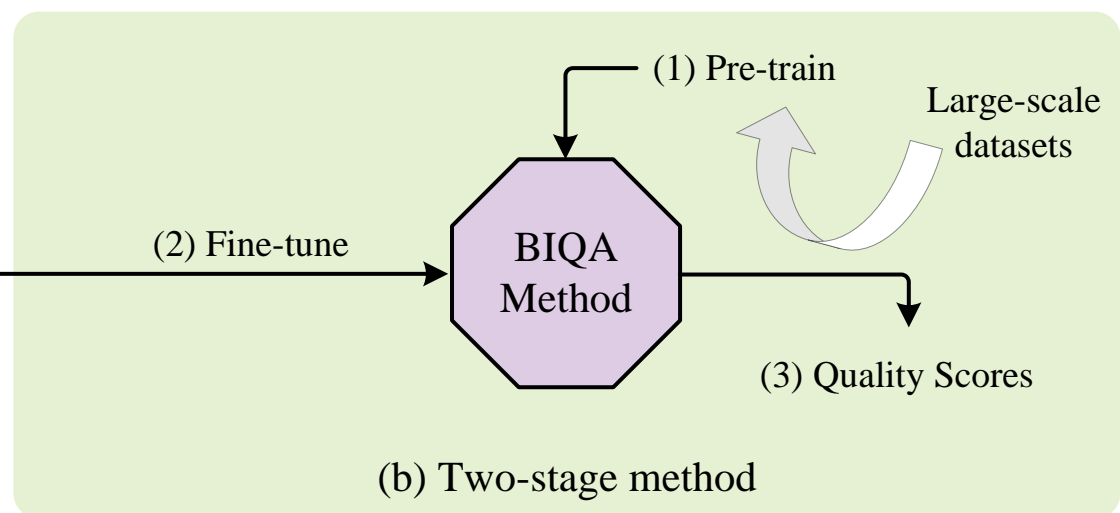 (1) Pre-train
Large-scale
datasets
(2) Fine-tune
BIQA
Method
(3) Quality Scores
(b) Two-stage method